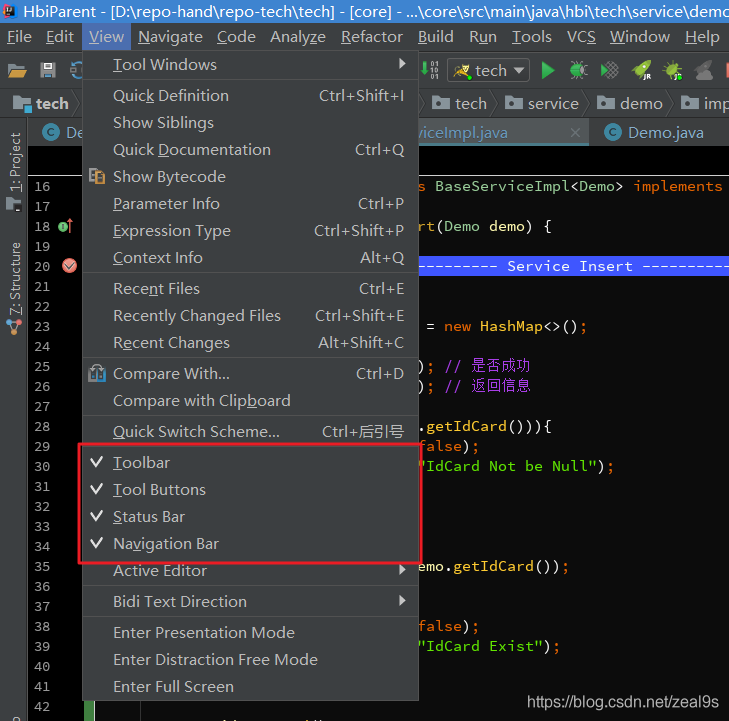 HbiParent - [D:\repo-hand\repo-tech\tech] - [core] - ...\core\src\main\java\hbi\tech\service\demo
File Edit View Navigate Code Analyze Refactor Build Run Tools VCS Window Help
Tool Windows
tech
Quick Definition Ctrl+Shift+I
tech tech service demo imp
Show Siblings
De viceImpl.java Demo.java
Quick Documentation Ctrl+Q
1: Project
Show Bytecode
16 s BaseServiceImpl<Demo> implements
Parameter Info Ctrl+P
17
18 rt(Demo demo) {
Expression Type Ctrl+Shift+P
19
Context Info Alt+Q
20 --------- Service Insert ----------
Z: Structure
21
Recent Files Ctrl+E
22
Recently Changed Files Ctrl+Shift+E
23 = new HashMap<>();
Recent Changes Alt+Shift+C
24
25 ); // 是否成功
Compare With... Ctrl+D
26 ); // 返回信息
Compare with Clipboard
27
28 .getIdCard())){
Quick Switch Scheme... Ctrl+后引号
29 false);
Toolbar
30 "IdCard Not be Null");
31
Tool Buttons
32
Status Bar
33
34
Navigation Bar
35 emo.getIdCard());
Active Editor
36
37
Bidi Text Direction
38 false);
Enter Presentation Mode
39 "IdCard Exist");
40
Enter Distraction Free Mode
41
Enter Full Screen
42
https://blog.csdn.net/zeal9s